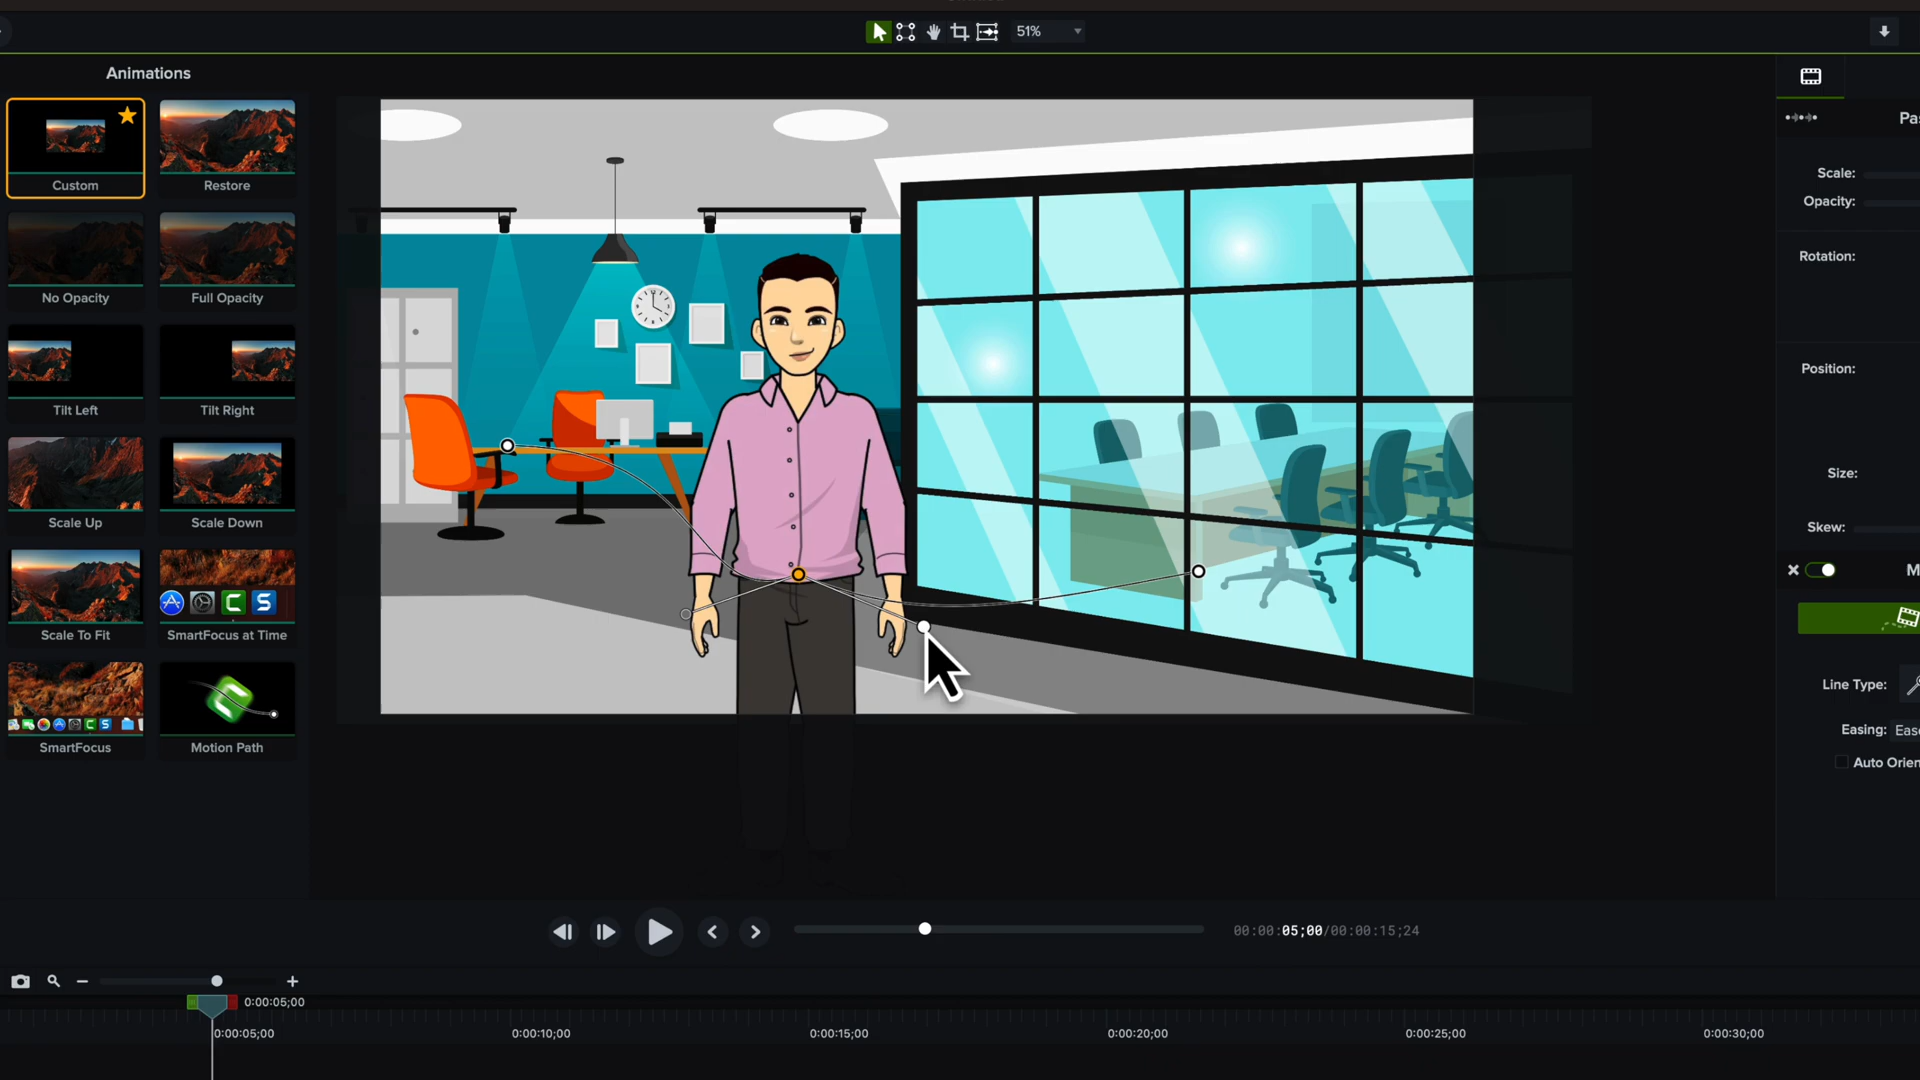 51%
Animations
Custom
Restore
No Opacity
Full Opacity
Tilt Left
Tilt Right
Scale Up
Scale Down
Scale To Fit
SmartFocus at Time
SmartFocus
Motion Path
Pas
Scale:
Opacity:
Rotation:
Position:
Size:
Skew:
M
Line Type:
Easing: Ease
Auto Orien
00:00:05;00/00:00:15;24
0:00:05;00
0:00:05;00
0:00:10;00
0:00:15;00
0:00:20;00
0:00:25;00
0:00:30;00